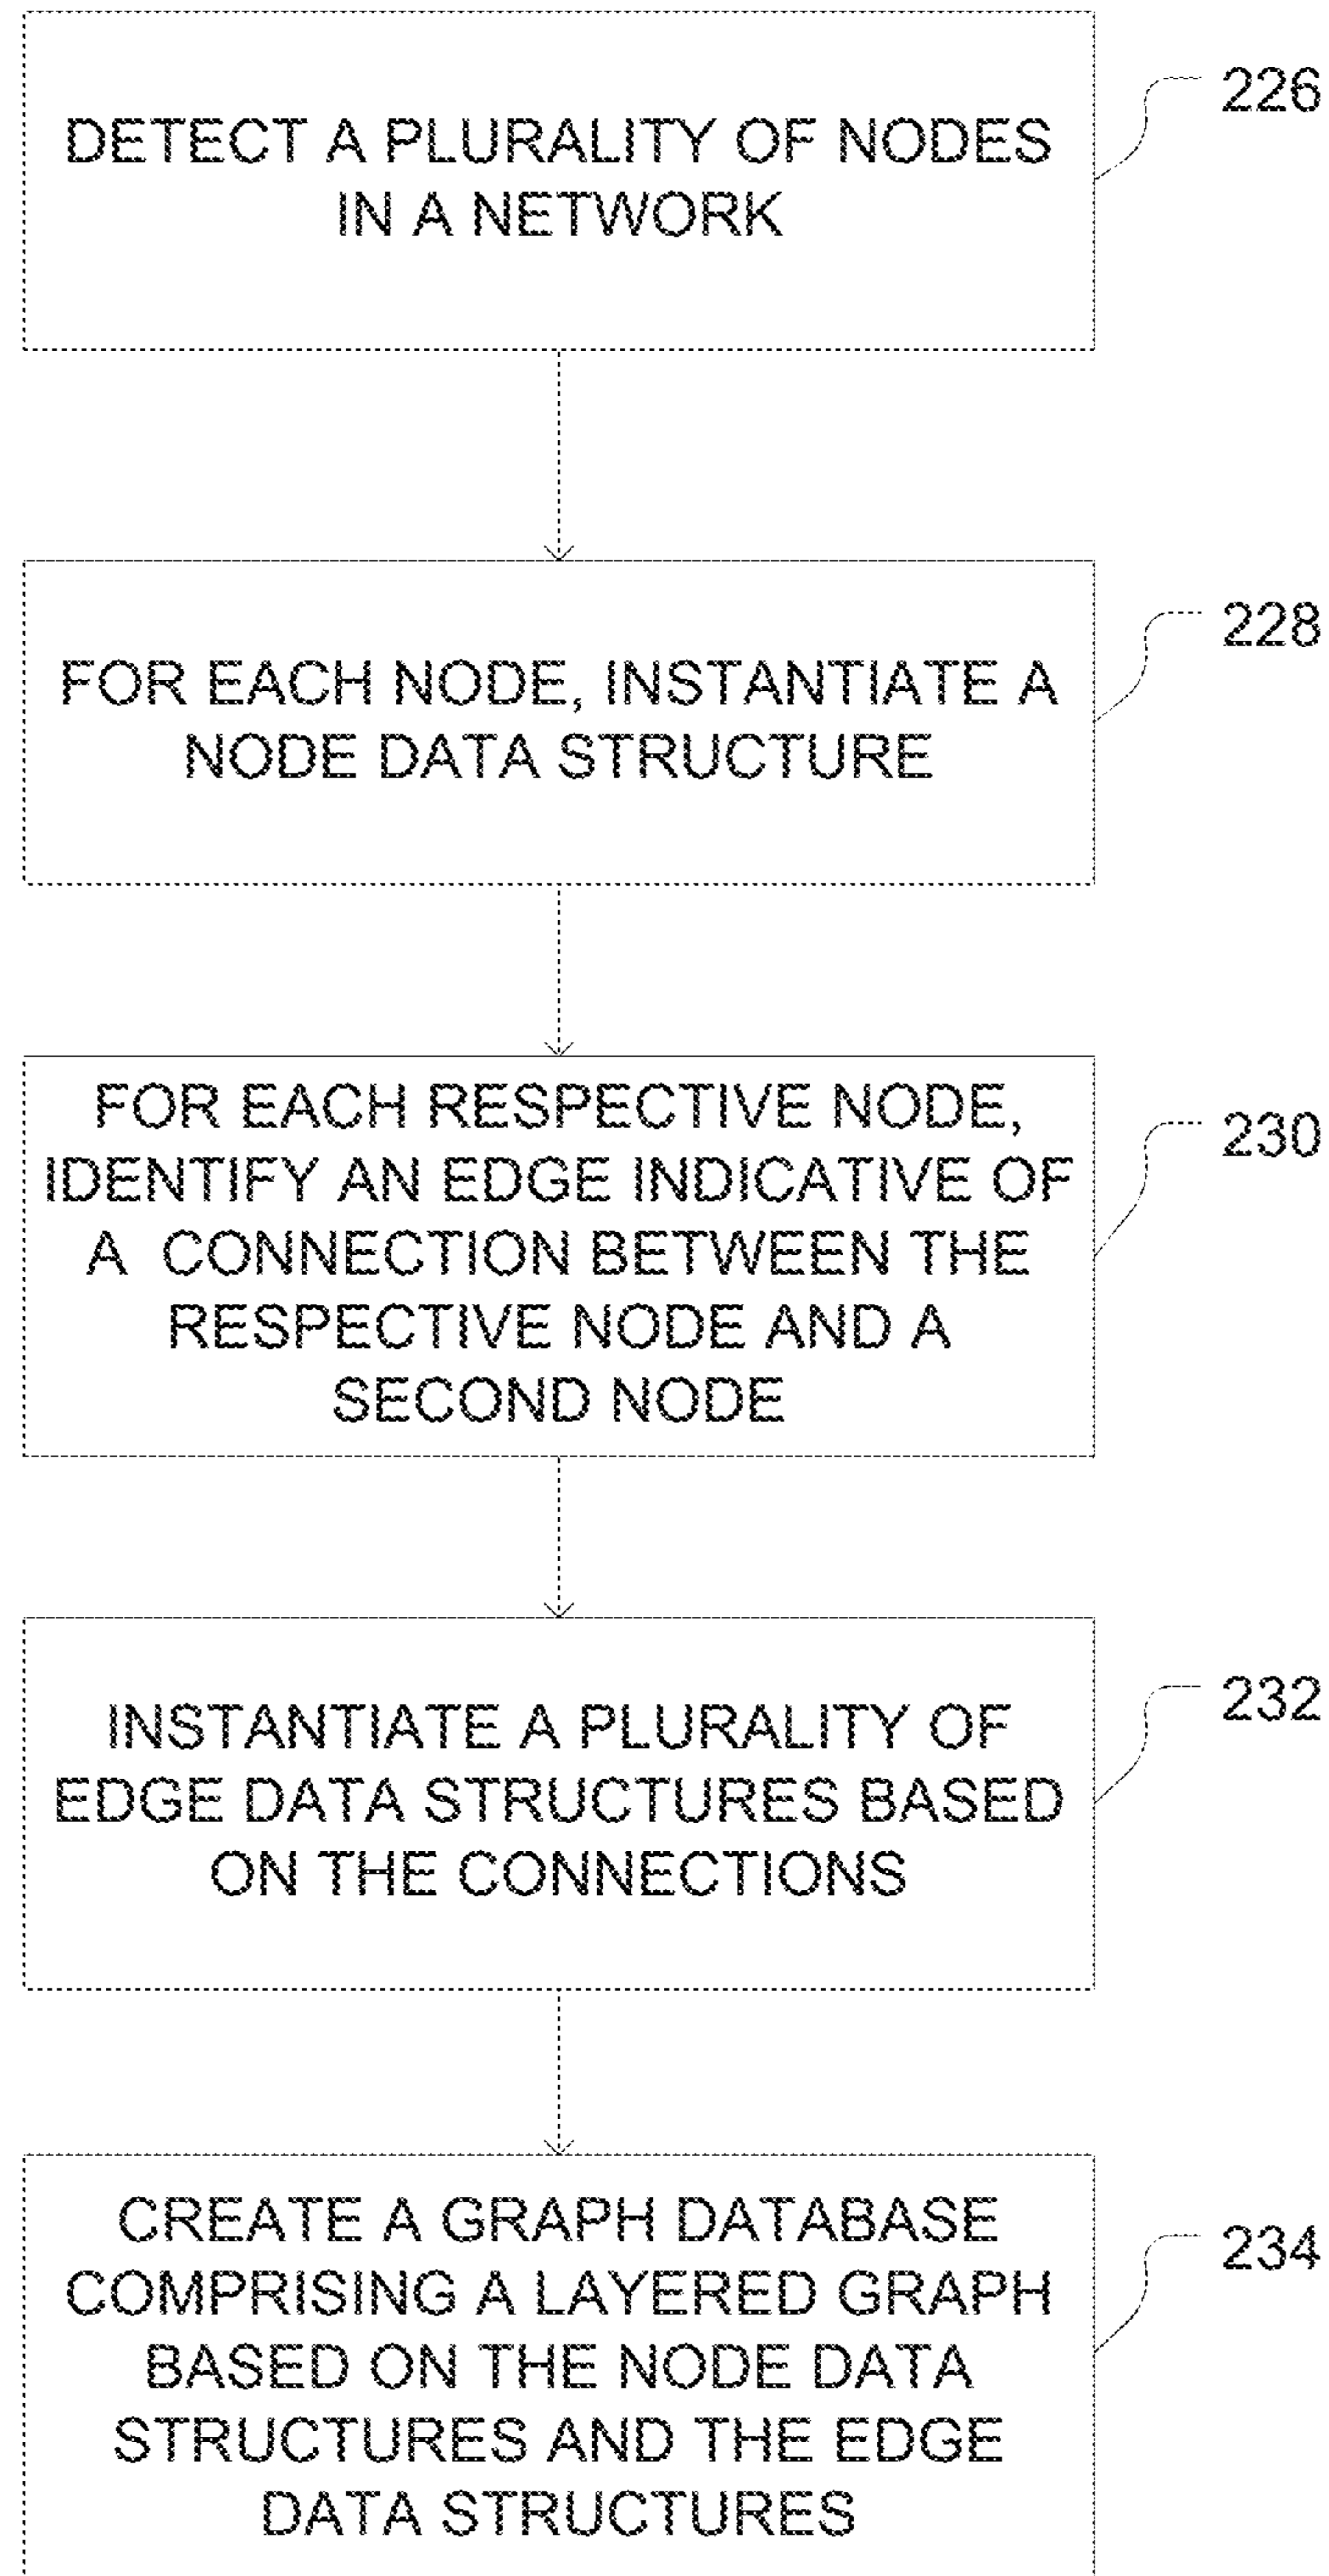 DETECT A PLURALITY OF NODES
IN A NETWORK
226
FOR EACH NODE, INSTANTIATE A
NODE DATA STRUCTURE
228
FOR EACH RESPECTIVE NODE,
IDENTIFY AN EDGE INDICATIVE OF
A CONNECTION BETWEEN THE
RESPECTIVE NODE AND A
SECOND NODE
230
INSTANTIATE A PLURALITY OF
EDGE DATA STRUCTURES BASED
ON THE CONNECTIONS
232
CREATE A GRAPH DATABASE
COMPRISING A LAYERED GRAPH
BASED ON THE NODE DATA
STRUCTURES AND THE EDGE
DATA STRUCTURES
234